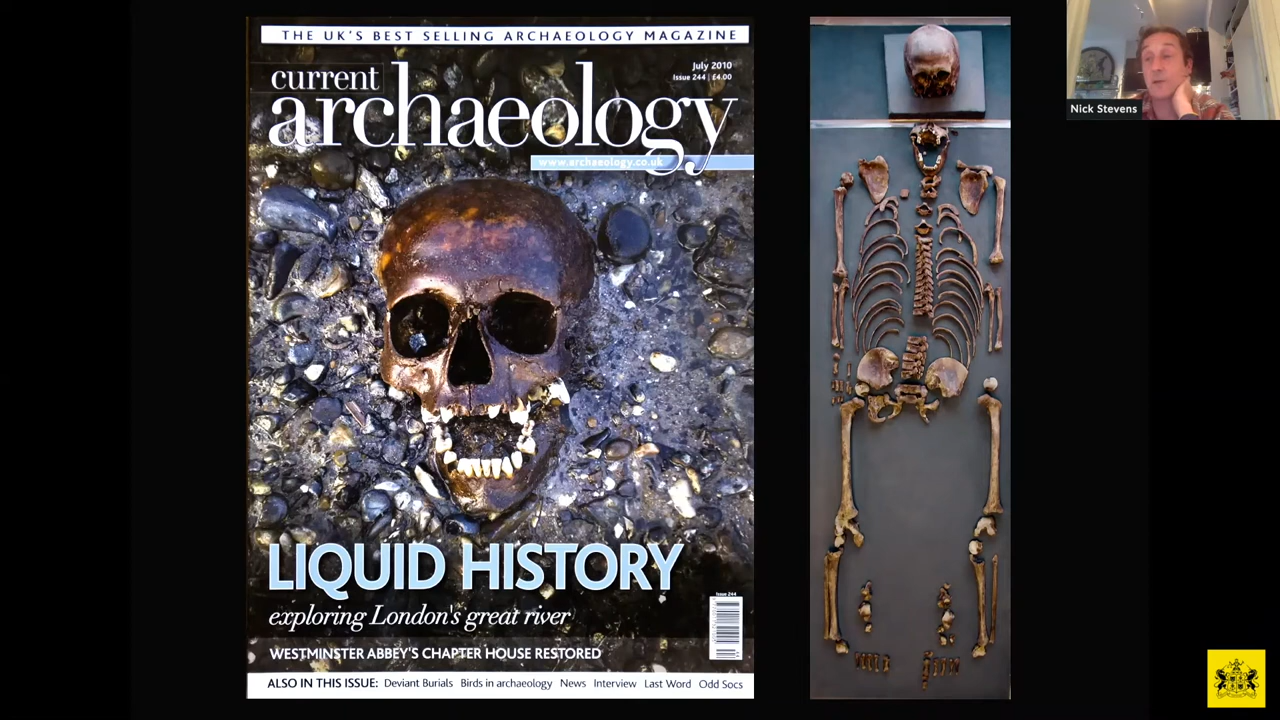 THE UK'S BEST SELLING ARCHAEOLOGY MAGAZINE
July 2010
Issue 244 | £4.00
current
archaeology
www.archaeology.co.uk
LIQUID HISTORY
exploring London's great river
Issue 244
WESTMINSTER ABBEY'S CHAPTER HOUSE RESTORED
ALSO IN THIS ISSUE: Deviant Burials Birds in archaeology News Interview Last Word Odd Socs
Nick Stevens